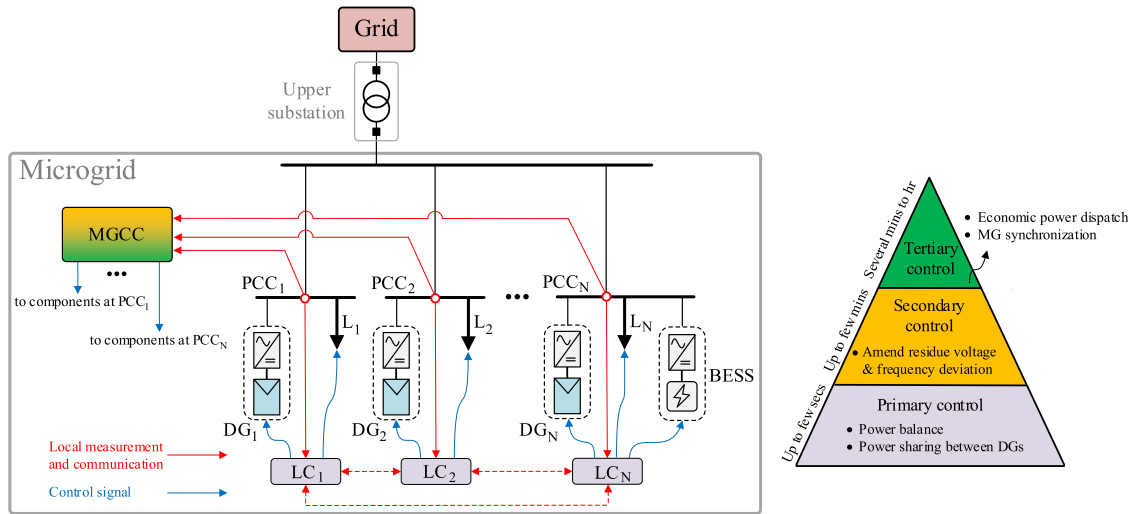 Grid
Upper
substation
Microgrid
MGCC
•••
to components at PCC1
to components at PCCN
PCC1
PCC2
•••
PCCN
L1
L2
LN
BESS
DG1
DG2
DGN
LC1
LC2
LCN
Local measurement
and communication
Control signal
Several mins to hr
Up to few mins
Up to few secs
Tertiary
control
• Economic power dispatch
• MG synchronization
Secondary
control
• Amend residue voltage
& frequency deviation
Primary control
• Power balance
• Power sharing between DGs